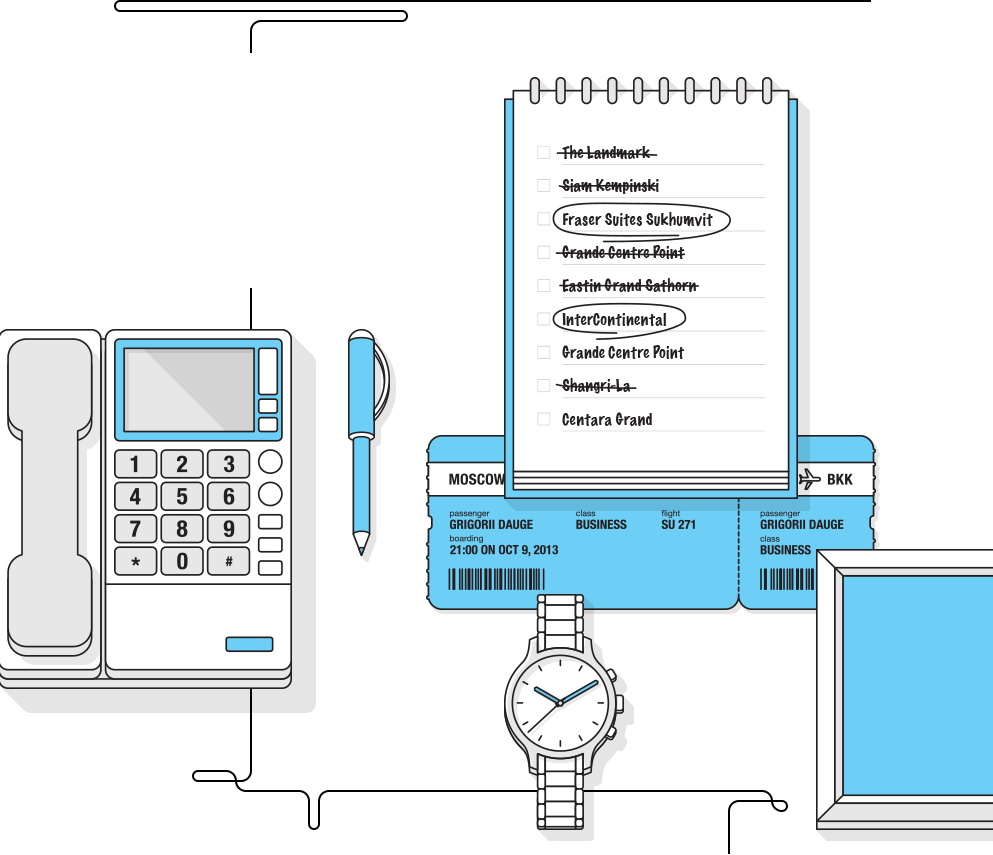 The Landmark
Siam Kempinski
Fraser Suites Sukhumvit
Grande Centre Point
Eastin Grand Sathorn
InterContinental
Grande Centre Point
Shangri-La
Centara Grand
1 2 3
4 5 6
7 8 9
* 0 #
MOSCOW BKK
passenger class flight passenger
GRIGORII DAUGE BUSINESS SU 271 GRIGORII DAUGE
boarding class
21:00 ON OCT 9, 2013 BUSINESS